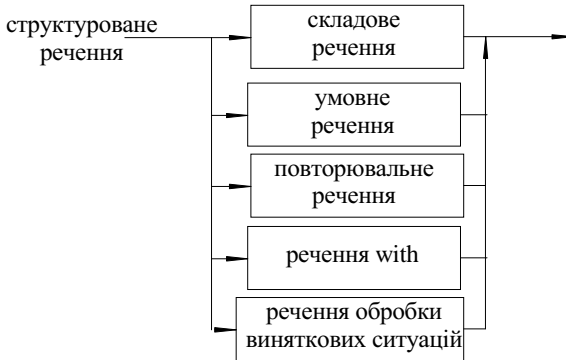 структуроване
речення
складове
речення
умовне
речення
повторювальне
речення
речення with
речення обробки
виняткових ситуацій